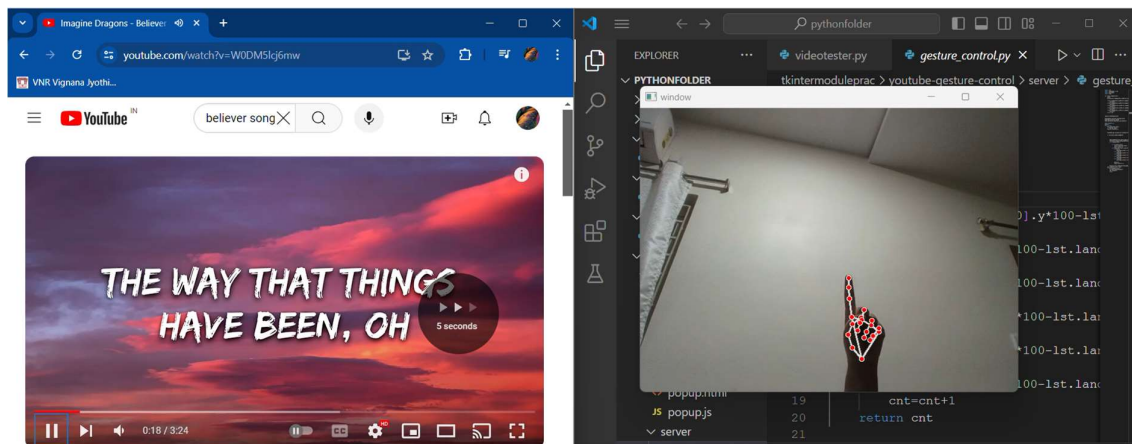 Imagine Dragons - Believer
youtube.com/watch?v=W0DM5lcj6mw
VNR Vignana Jyothi...
YouTube IN
believer song
THE WAY THAT THINGS
HAVE BEEN, OH
5 seconds
0:18 / 3:24
CC
HD
pythonfolder
EXPLORER
videotester.py
gesture_control.py
PYTHONFOLDER
tkintermoduleprac > youtube-gesture-control > server > gesture
window
].y*100-lst
100-lst.land
100-lst.land
*100-lst.lan
*100-lst.lan
100-lst.land
popup.html
JS popup.js
server
19 cnt=cnt+1
20 return cnt
21